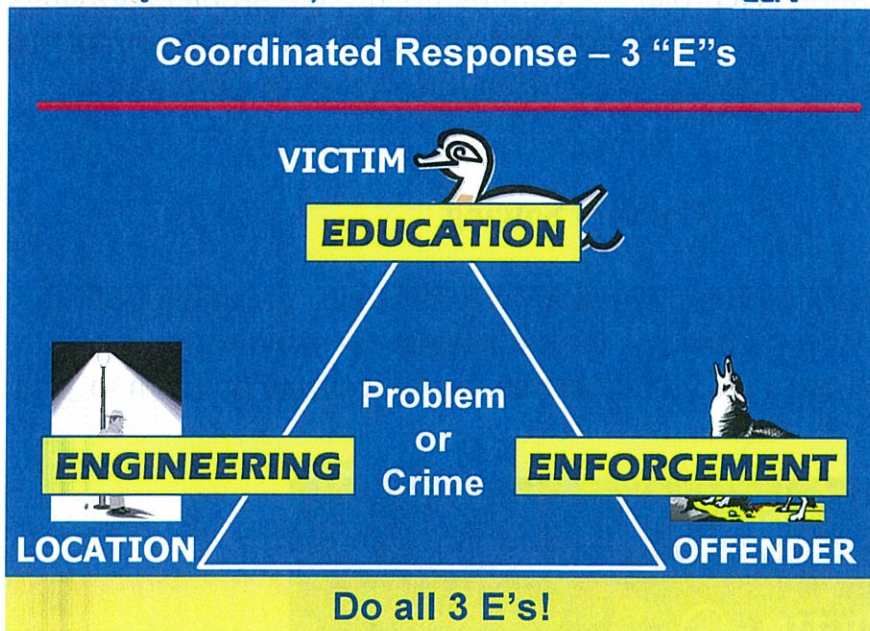 Coordinated Response – 3 “E”s
VICTIM
EDUCATION
Problem
or
Crime
ENGINEERING
ENFORCEMENT
LOCATION
OFFENDER
Do all 3 E's!